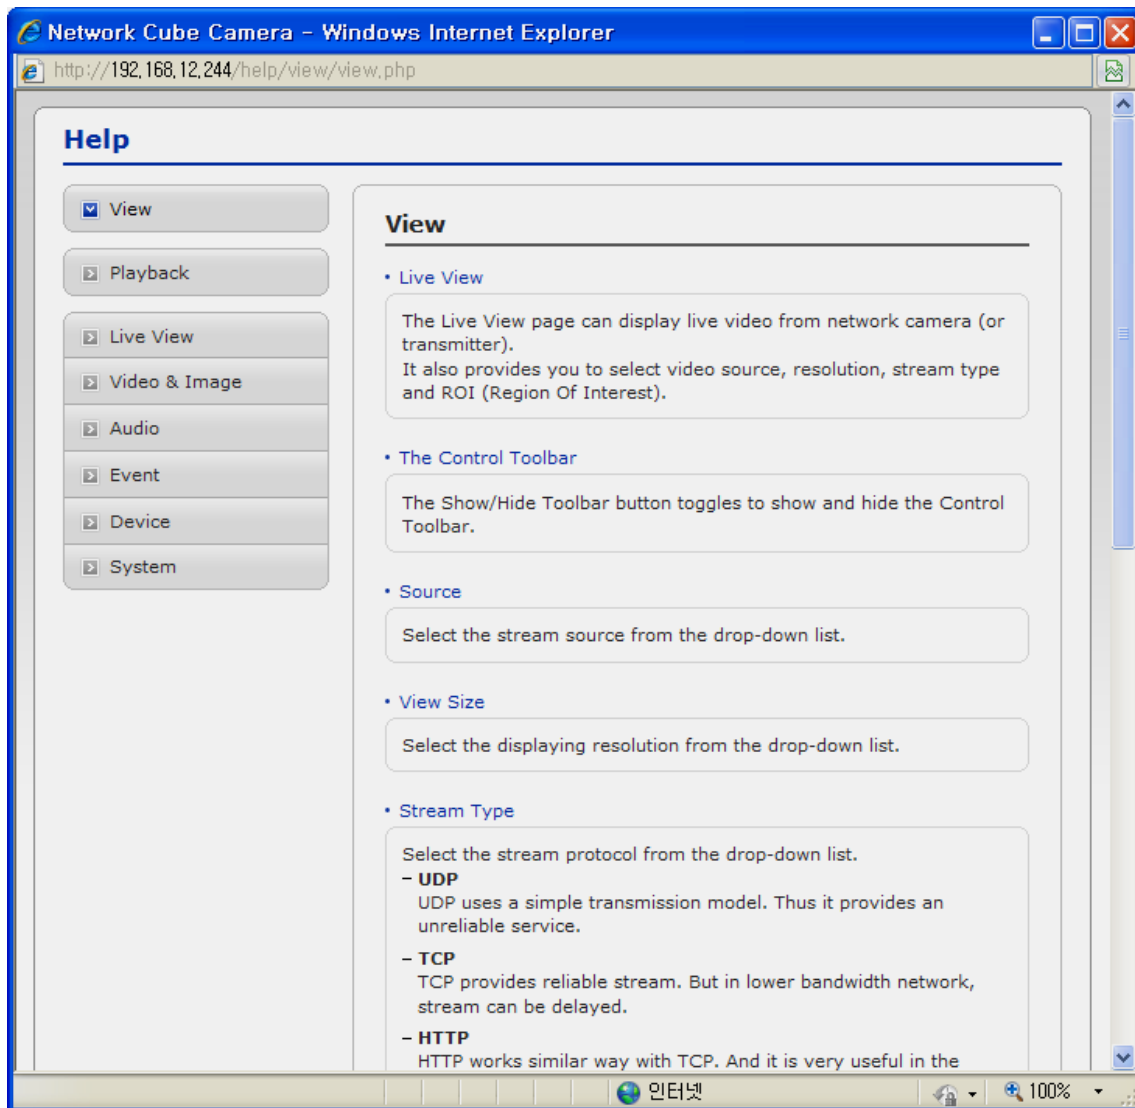 Network Cube Camera - Windows Internet Explorer
http://192,168,12,244/help/view/view,php
Help
View
Playback
Live View
Video & Image
Audio
Event
Device
System
View
• Live View
The Live View page can display live video from network camera (or
transmitter).
It also provides you to select video source, resolution, stream type
and ROI (Region Of Interest).
• The Control Toolbar
The Show/Hide Toolbar button toggles to show and hide the Control
Toolbar.
• Source
Select the stream source from the drop-down list.
• View Size
Select the displaying resolution from the drop-down list.
• Stream Type
Select the stream protocol from the drop-down list.
– UDP
UDP uses a simple transmission model. Thus it provides an
unreliable service.
– TCP
TCP provides reliable stream. But in lower bandwidth network,
stream can be delayed.
– HTTP
HTTP works similar way with TCP. And it is very useful in the
인터넷
100%